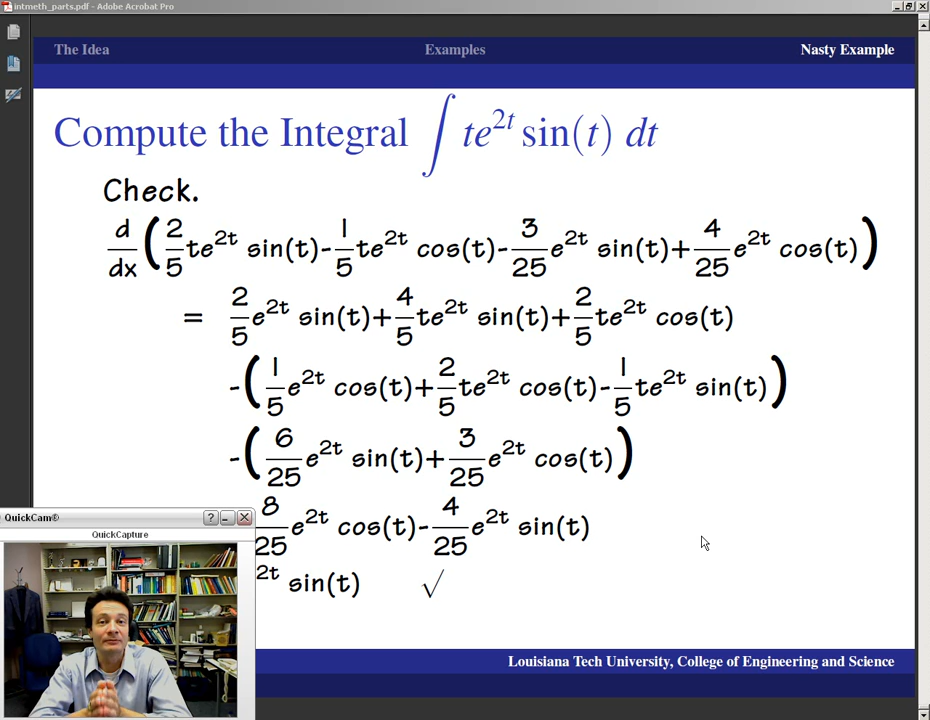 intmeth_parts.pdf - Adobe Acrobat Pro
The Idea Examples Nasty Example
Compute the Integral ∫ te^{2t} sin(t) dt
Check.
d/dx (2/5 te^{2t} sin(t) - 1/5 te^{2t} cos(t) - 3/25 e^{2t} sin(t) + 4/25 e^{2t} cos(t))
= 2/5 e^{2t} sin(t) + 4/5 te^{2t} sin(t) + 2/5 te^{2t} cos(t)
-(1/5 e^{2t} cos(t) + 2/5 te^{2t} cos(t) - 1/5 te^{2t} sin(t))
-(6/25 e^{2t} sin(t) + 3/25 e^{2t} cos(t))
8/25 e^{2t} cos(t) - 4/25 e^{2t} sin(t)
2t sin(t) √
QuickCam®
QuickCapture
Louisiana Tech University, College of Engineering and Science